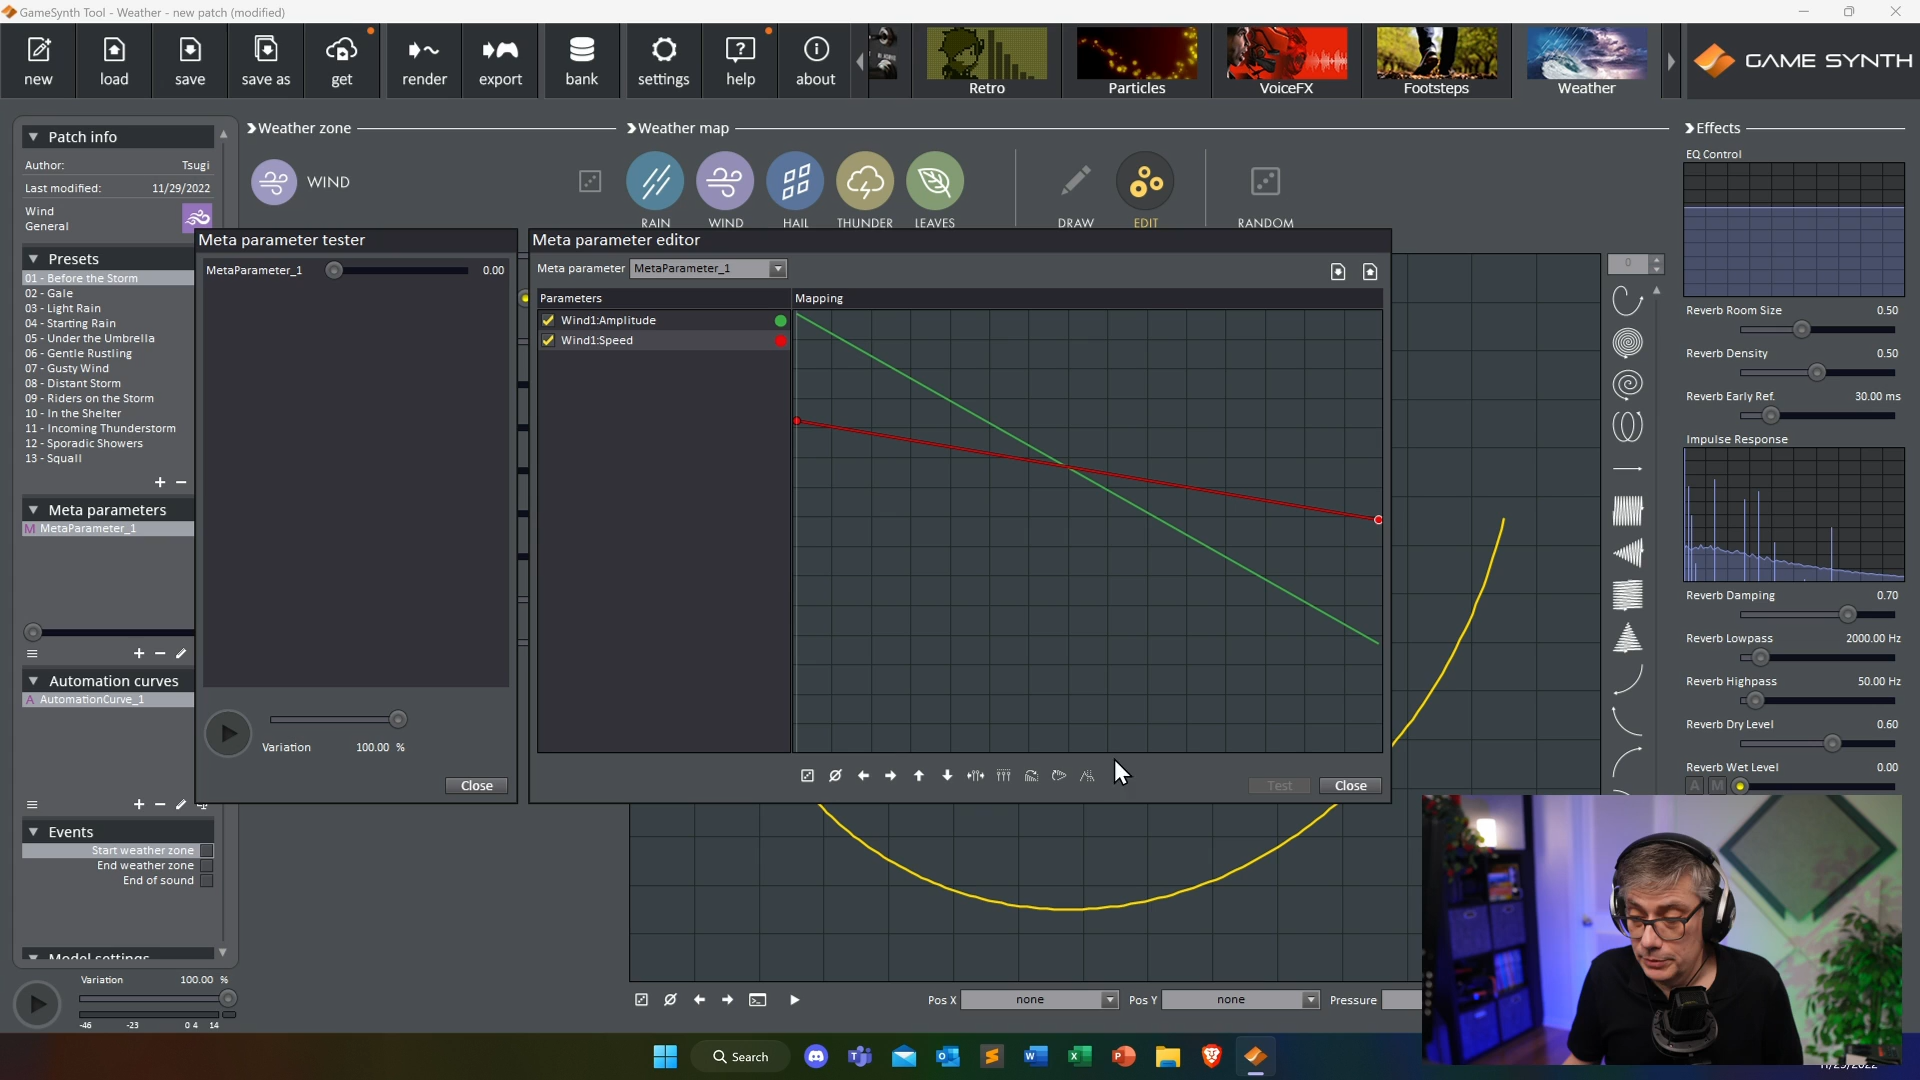 GameSynth Tool - Weather - new patch (modified)
new
load
save
save as
get
render
export
bank
settings
help
about
Retro
Particles
VoiceFX
Footsteps
Weather
GAME SYNTH
Patch info
Author: Tsugi
Last modified: 11/29/2022
Wind
General
Presets
01 - Before the Storm
02 - Gale
03 - Light Rain
04 - Starting Rain
05 - Under the Umbrella
06 - Gentle Rustling
07 - Gusty Wind
08 - Distant Storm
09 - Riders on the Storm
10 - In the Shelter
11 - Incoming Thunderstorm
12 - Sporadic Showers
13 - Squall
Meta parameters
M MetaParameter_1
Automation curves
A AutomationCurve_1
Events
Start weather zone
End weather zone
End of sound
Model settings
Variation 100.00 %
-46 -23 0 4 14
Weather zone
WIND
Weather map
RAIN
WIND
HAIL
THUNDER
LEAVES
DRAW
EDIT
RANDOM
Meta parameter tester
MetaParameter_1 0.00
Variation 100.00 %
Close
Meta parameter editor
Meta parameter MetaParameter_1
Parameters
Mapping
Wind1:Amplitude
Wind1:Speed
Test
Close
0
Pos X none
Pos Y none
Pressure
Effects
EQ Control
Reverb Room Size 0.50
Reverb Density 0.50
Reverb Early Ref. 30.00 ms
Impulse Response
Reverb Damping 0.70
Reverb Lowpass 2000.00 Hz
Reverb Highpass 50.00 Hz
Reverb Dry Level 0.60
Reverb Wet Level 0.00
A M
Search